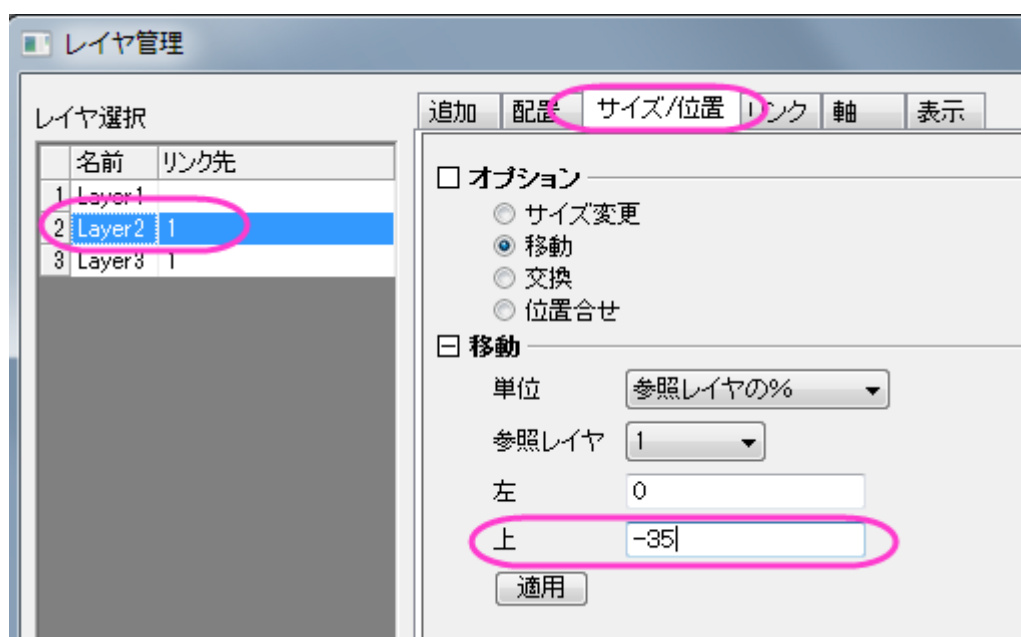 レイヤ管理
レイヤ選択
名前 リンク先
1 Layer1
2 Layer2 1
3 Layer3 1
追加 配置 サイズ/位置 リンク 軸 表示
オプション
サイズ変更
移動
交換
位置合せ
移動
単位 参照レイヤの%
参照レイヤ 1
左 0
上 -35
適用